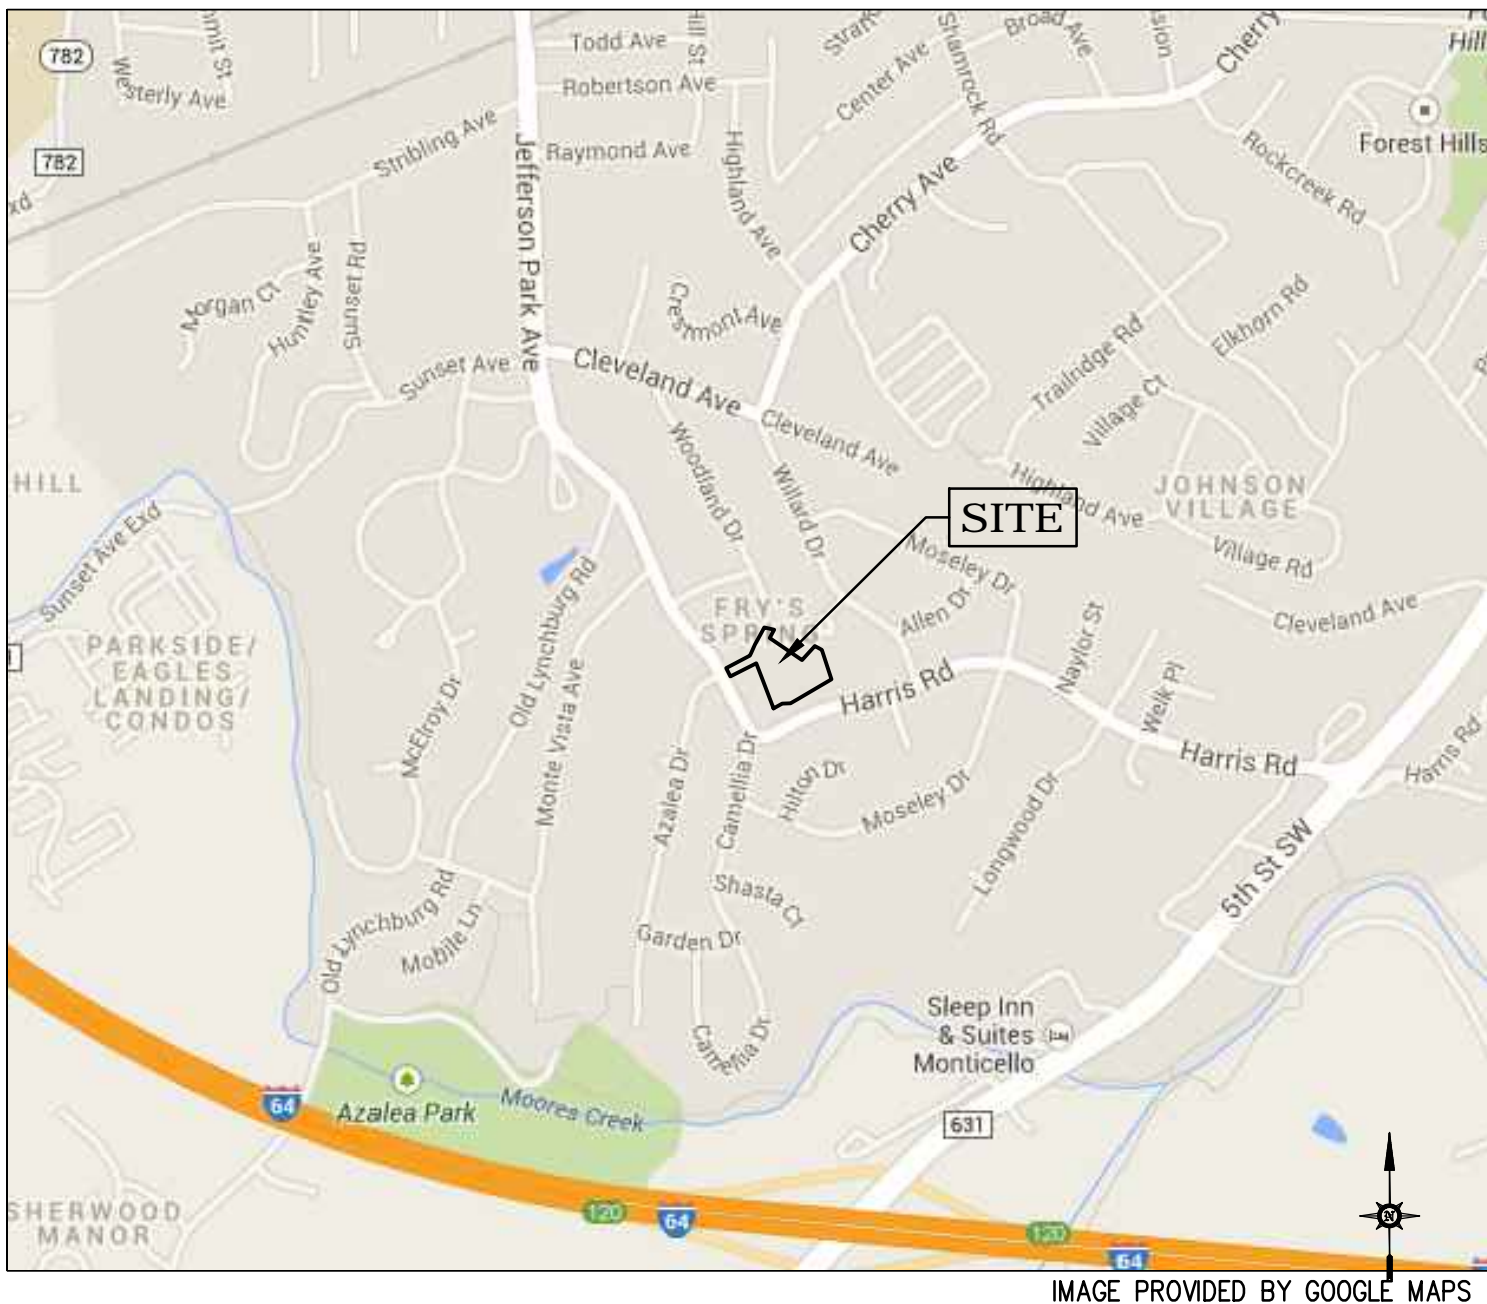 782
Westerly Ave
Todd Ave
Robertson Ave
Raymond Ave
Hill St
Center Ave
Shamrock Rd
Broad Ave
Cherry
Hill
782
Stribling Ave
Jefferson Park Ave
Highland Ave
Cherry Ave
Rockcreek Rd
Forest Hills
Morgan Ct
Huntley Ave
Sunset Rd
Crestmont Ave
Trailridge Rd
Elkhorn Rd
Village Ct
Sunset Ave
Cleveland Ave
Cleveland Ave
HILL
Woodland Dr
Willard Dr
SITE
Highland Ave
JOHNSON
VILLAGE
Village Rd
Sunset Ave Exd
Moseley Dr
Allen Dr
Cleveland Ave
FRY'S
SPRING
Naylor St
PARKSIDE/
EAGLES
LANDING/
CONDOS
Old Lynchburg Rd
McElroy Dr
Monte Vista Ave
Harris Rd
Welk Pl
Harris Rd
Harris Rd
Azalea Dr
Camellia Dr
Hilton Dr
Moseley Dr
Longwood Dr
5th St SW
Shasta Ct
Old Lynchburg Rd
Mobile Ln
Garden Dr
Camellia Dr
Sleep Inn
& Suites
Monticello
64
Azalea Park
Moores Creek
631
SHERWOOD
MANOR
120
64
120
64
N
IMAGE PROVIDED BY GOOGLE MAPS